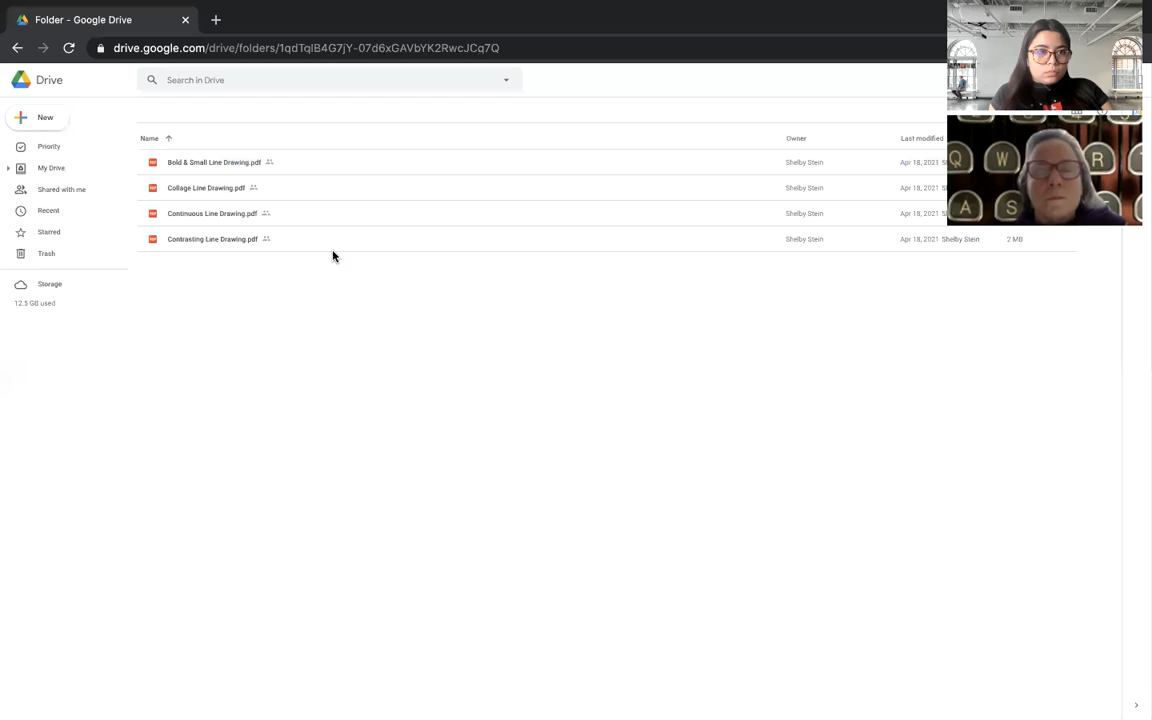 Folder - Google Drive
drive.google.com/drive/folders/1qdTqIB4G7jY-07d6xGAVbYK2RwcJCq7Q
Drive
Search in Drive
New
Name Owner Last modified
Priority
Bold & Small Line Drawing.pdf Shelby Stein Apr 18, 2021
My Drive
Collage Line Drawing.pdf Shelby Stein Apr 18, 2021
Shared with me
Continuous Line Drawing.pdf Shelby Stein Apr 18, 2021
Recent
Contrasting Line Drawing.pdf Shelby Stein Apr 18, 2021 Shelby Stein 2 MB
Starred
Trash
Storage
12.5 GB used
Q W R
A S